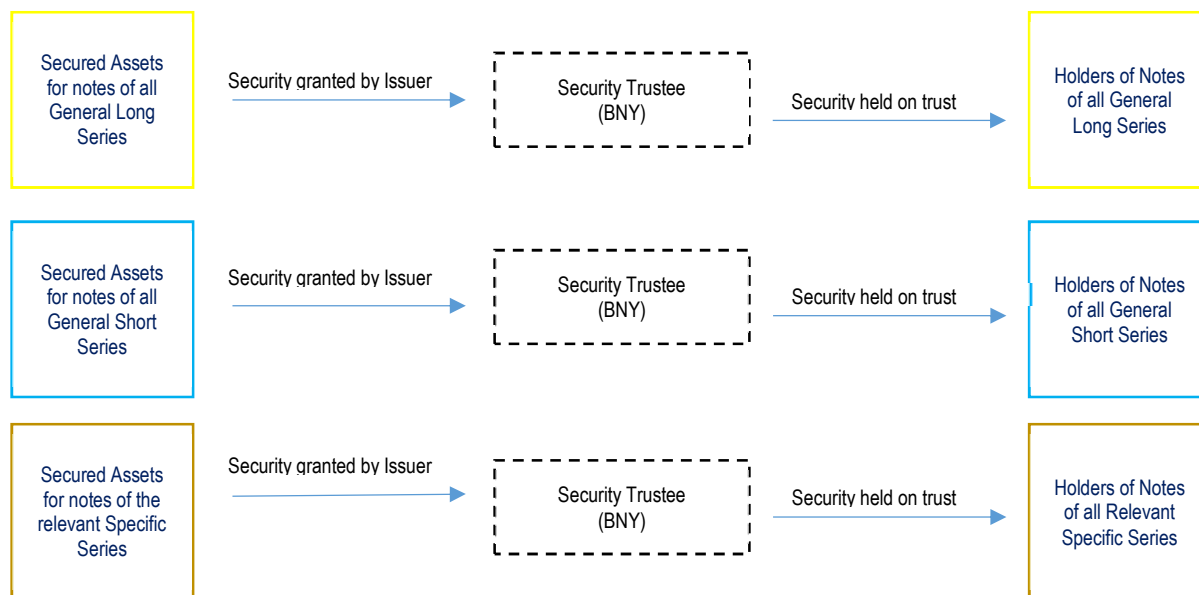 Secured Assets
for notes of all
General Long
Series
Security granted by Issuer
Security Trustee
(BNY)
Security held on trust
Holders of Notes
of all General
Long Series
Secured Assets
for notes of all
General Short
Series
Security granted by Issuer
Security Trustee
(BNY)
Security held on trust
Holders of Notes
of all General
Short Series
Secured Assets
for notes of the
relevant Specific
Series
Security granted by Issuer
Security Trustee
(BNY)
Security held on trust
Holders of Notes
of all Relevant
Specific Series